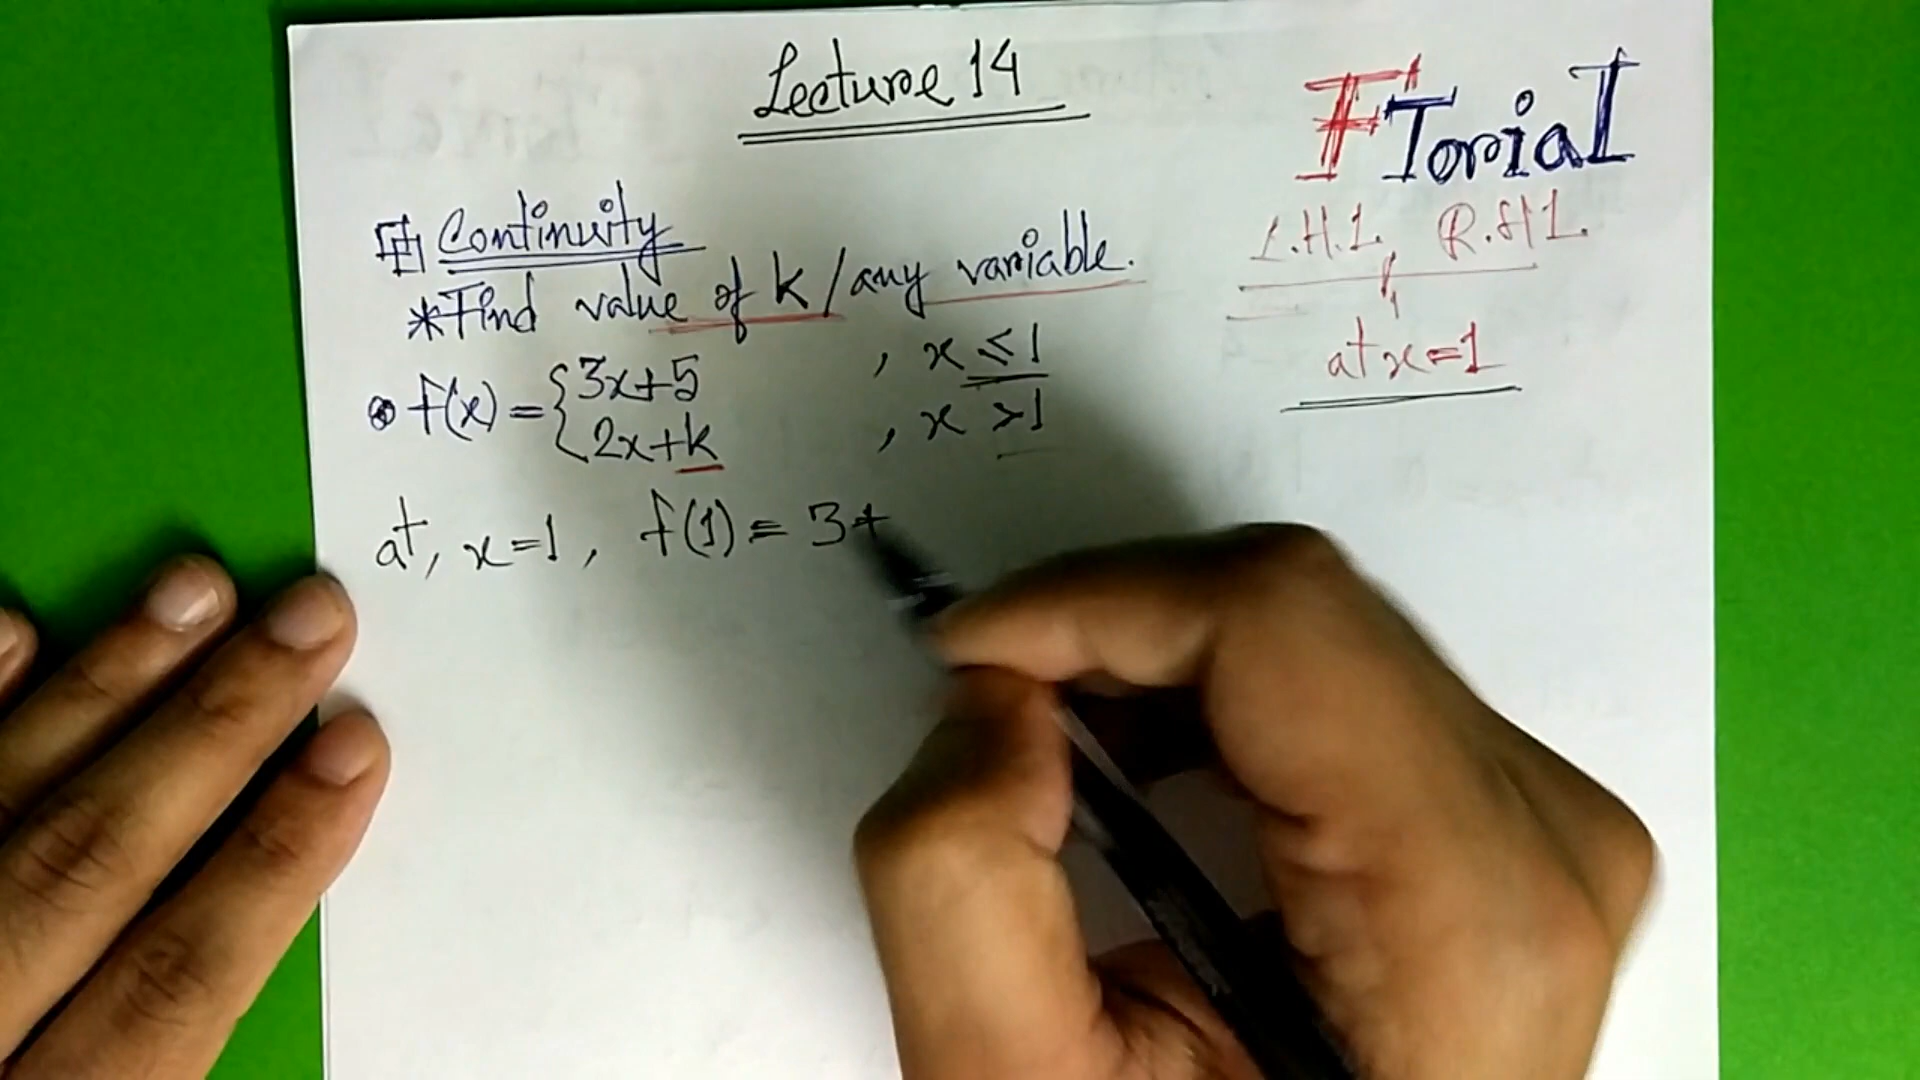 Lecture 14
FTorial
Continuity
L.H.L, R.H.L.
*Find value of k / any variable.
at x=1
f(x) = { 3x+5 , x ≤ 1
2x+k , x > 1
at, x=1, f(1) = 3+